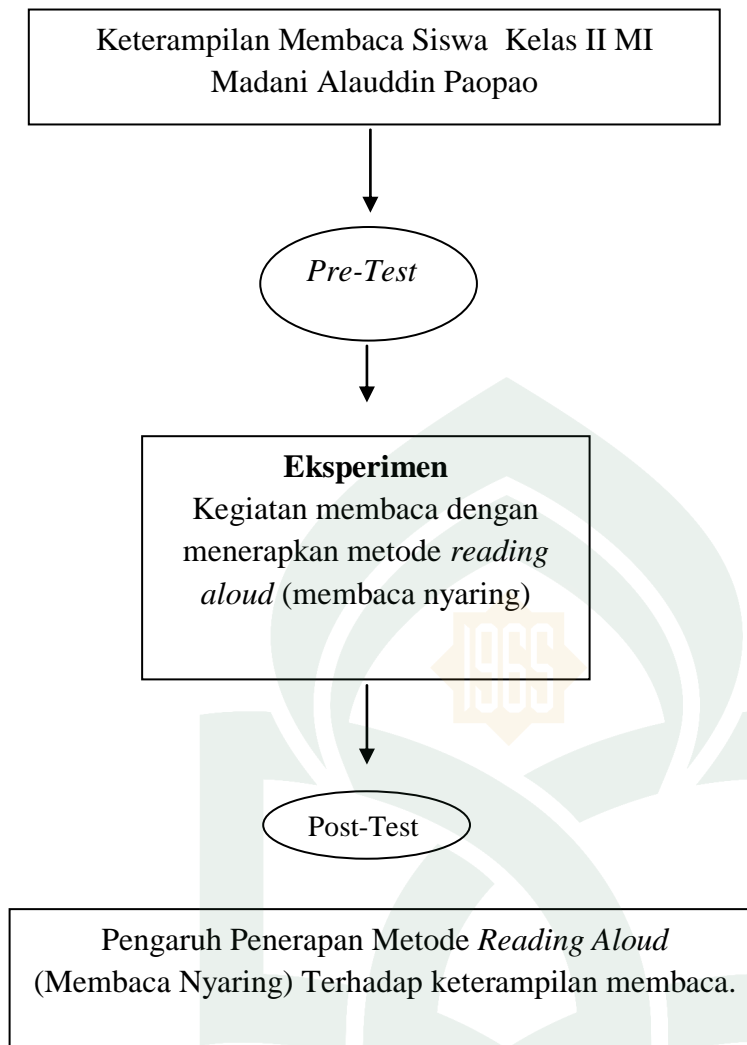 Keterampilan Membaca Siswa  Kelas II MI
Madani Alauddin Paopao
Pre-Test
Eksperimen
Kegiatan membaca dengan
menerapkan metode reading
aloud (membaca nyaring)
1965
Post-Test
Pengaruh Penerapan Metode Reading Aloud
(Membaca Nyaring) Terhadap keterampilan membaca.